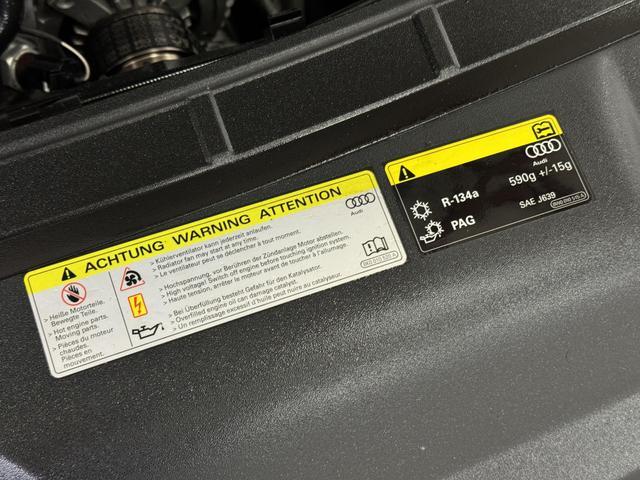 ACHTUNG WARNING ATTENTION
Audi
> Kühlerventilator kann jederzeit anlaufen.
> Radiator fan may start at any time.
> Le ventilateur peut se déclencher à tout moment.
> Hochspannung, vor Berühren der Zündanlage Motor abstellen.
> High voltage! Switch off engine before touching ignition system.
> Haute tension, arrêter le moteur avant de toucher à l'allumage.
> Bei Überfüllung besteht Gefahr für den Katalysator.
> Overfilled engine oil can damage catalyst.
> Un remplissage excessif d'huile peut nuire au catalyseur.
> Heiße Motorteile.
Bewegte Teile.
> Hot engine parts.
Moving parts.
> Pièces du moteur
chaudes.
Pièces en
mouvement.
Audi
R-134a
590g +/-15g
PAG
SAE J639